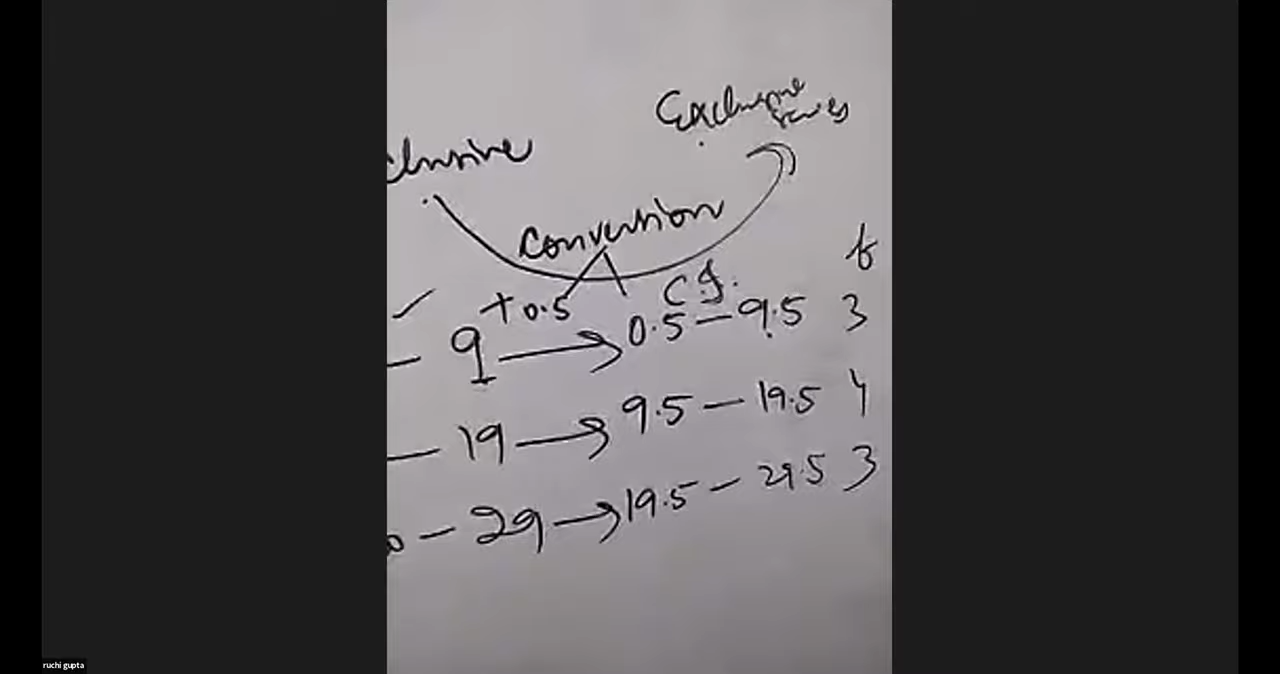 Exclusive
series
clusive
Conversion
f
+0.5 C.I.
- 9 → 0.5 - 9.5 3
- 19 → 9.5 - 19.5 4
0 - 29 → 19.5 - 29.5 3
ruchi gupta